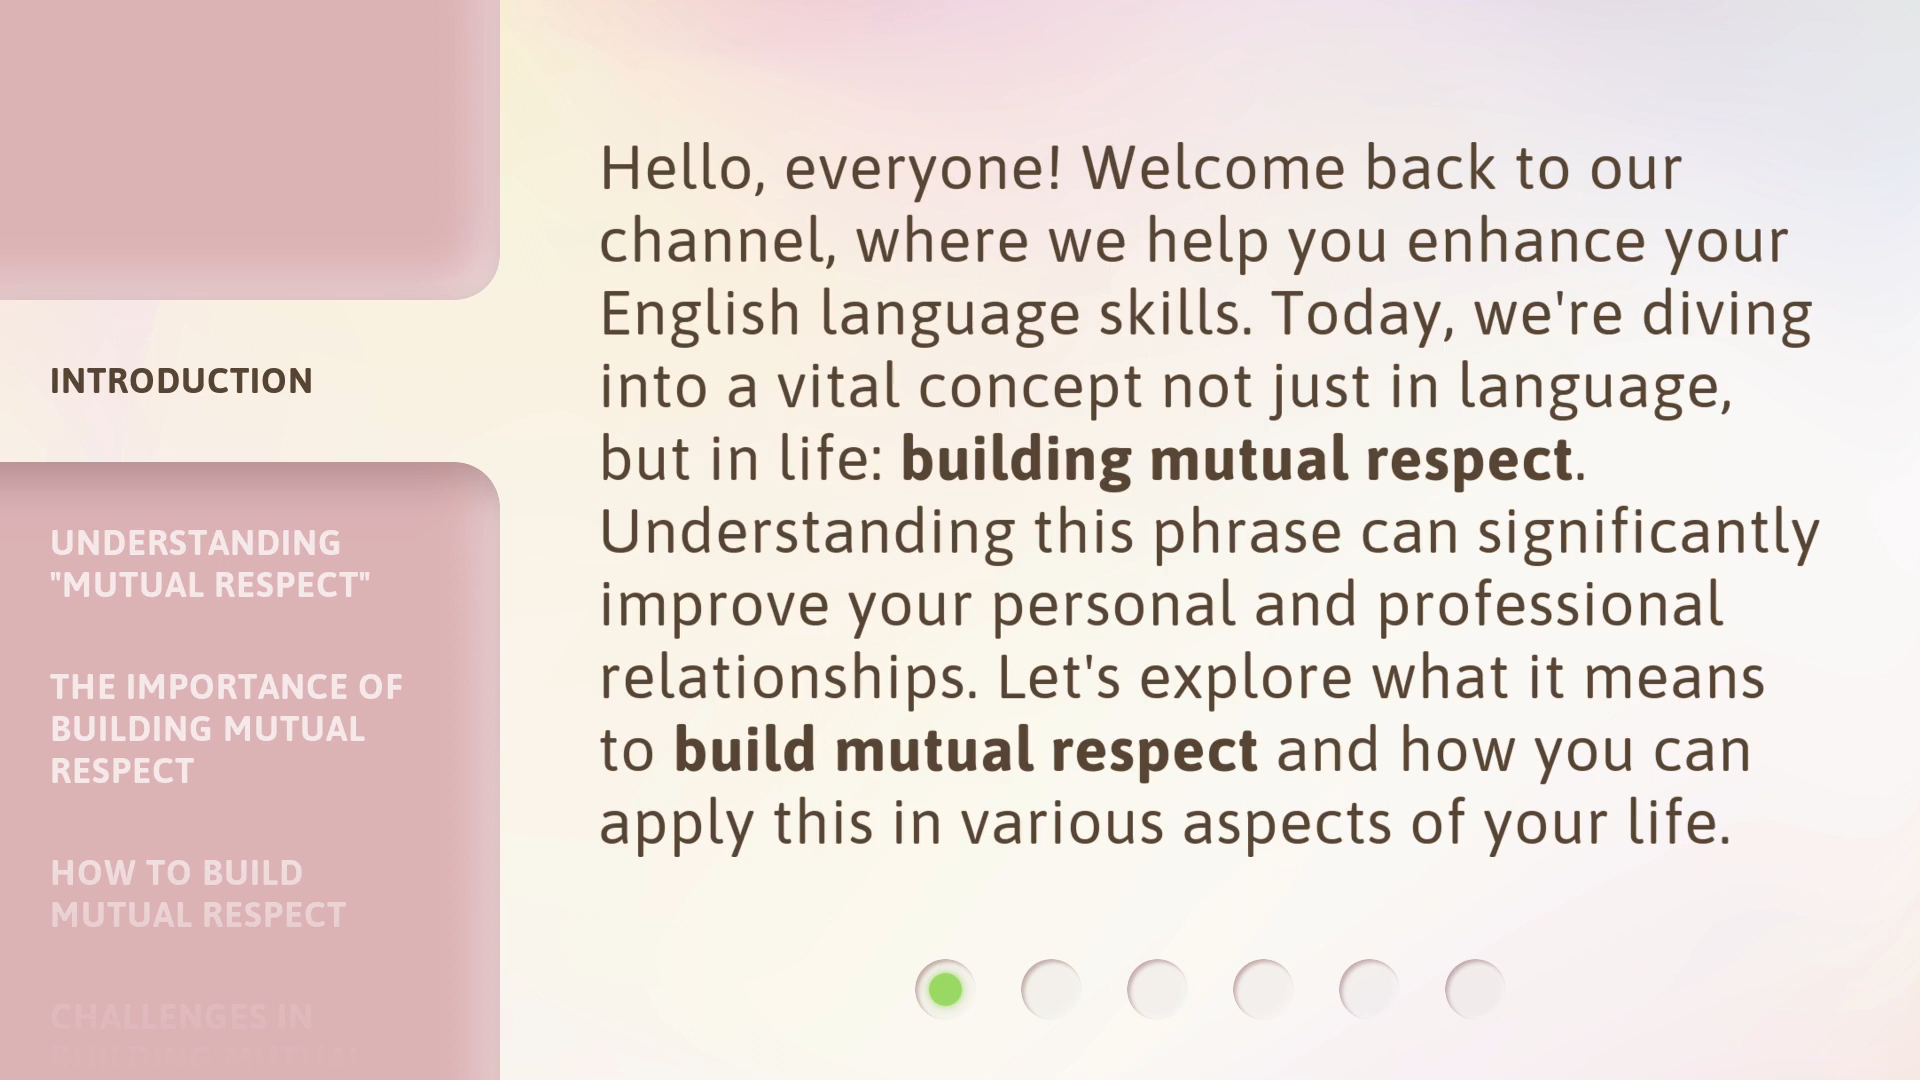 INTRODUCTION
UNDERSTANDING
"MUTUAL RESPECT"
THE IMPORTANCE OF
BUILDING MUTUAL
RESPECT
HOW TO BUILD
MUTUAL RESPECT
CHALLENGES IN
BUILDING MUTUAL
Hello, everyone! Welcome back to our
channel, where we help you enhance your
English language skills. Today, we're diving
into a vital concept not just in language,
but in life: building mutual respect.
Understanding this phrase can significantly
improve your personal and professional
relationships. Let's explore what it means
to build mutual respect and how you can
apply this in various aspects of your life.